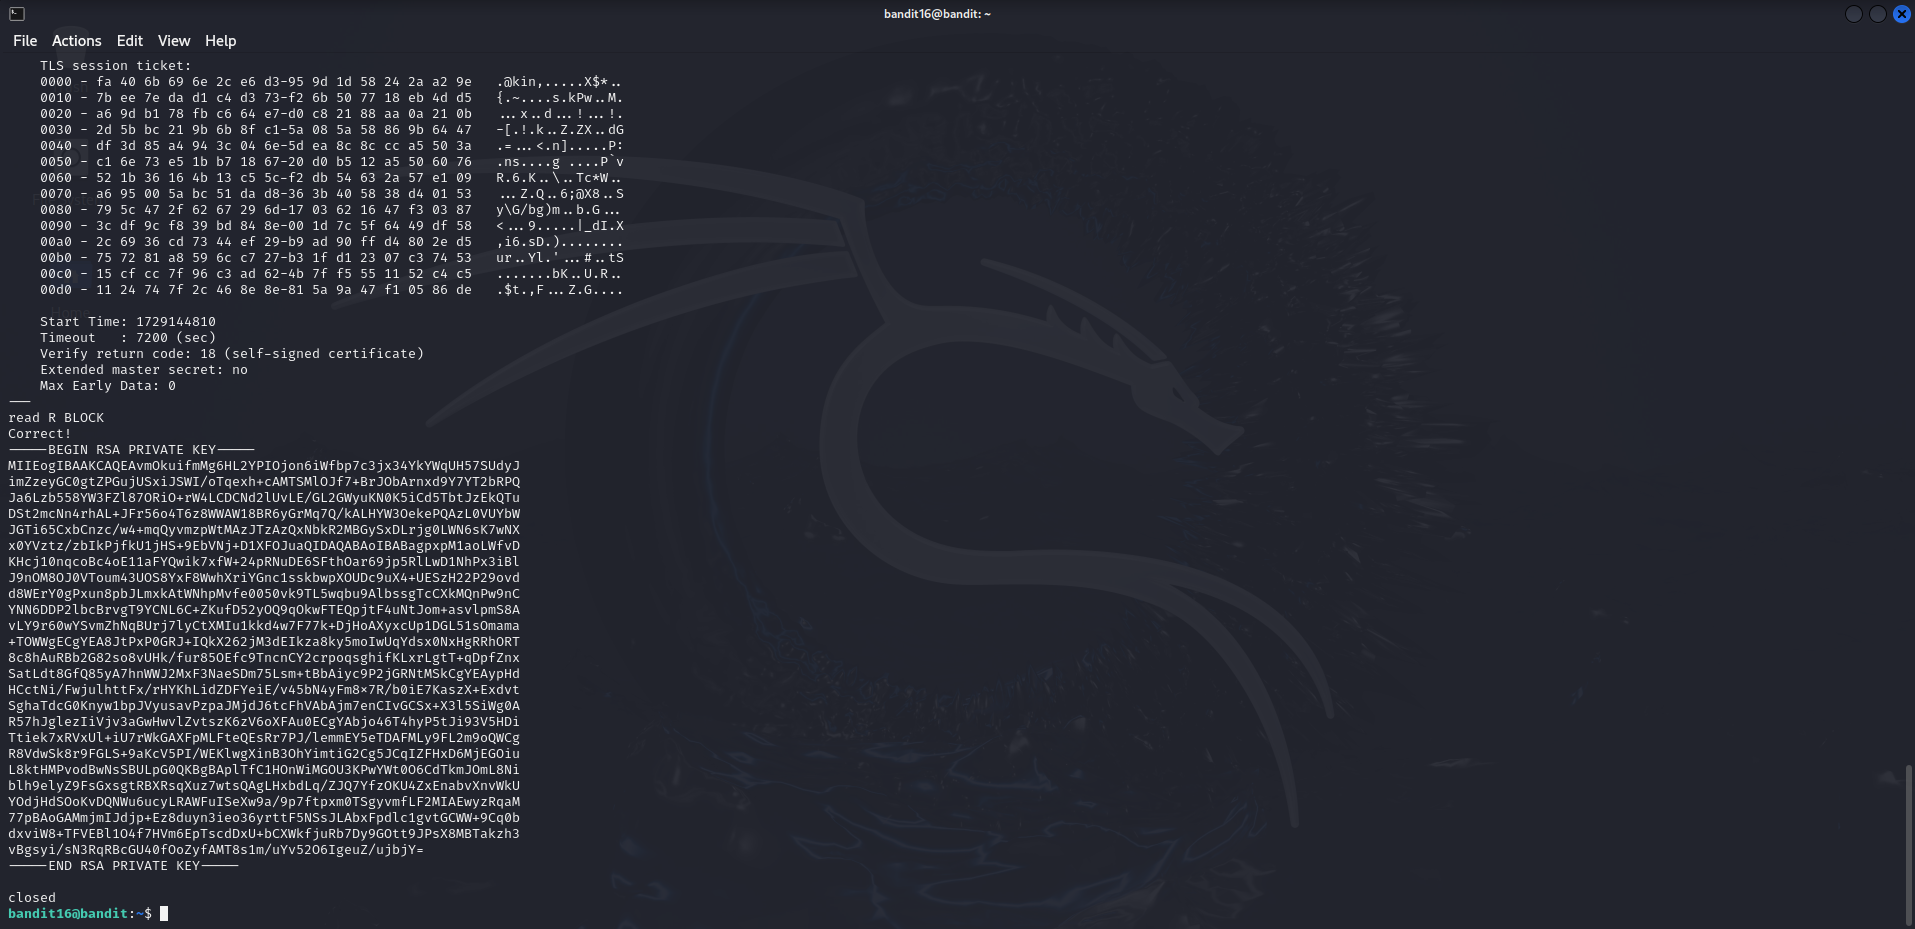 bandit16@bandit: ~
File Actions Edit View Help
TLS session ticket:
0000 - fa 40 6b 69 6e 2c e6 d3-95 9d 1d 58 24 2a a2 9e   .@kin,.....X$*..
0010 - 7b ee 7e da d1 c4 d3 73-f2 6b 50 77 18 eb 4d d5   {.~....s.kPw..M.
0020 - a6 9d b1 78 fb c6 64 e7-d0 c8 21 88 aa 0a 21 0b   ...x..d...!...!.
0030 - 2d 5b bc 21 9b 6b 8f c1-5a 08 5a 58 86 9b 64 47   -[.!.k..Z.ZX..dG
0040 - df 3d 85 a4 94 3c 04 6e-5d ea 8c 8c cc a5 50 3a   .=...<.n].....P:
0050 - c1 6e 73 e5 1b b7 18 67-20 d0 b5 12 a5 50 60 76   .ns....g ....P`v
0060 - 52 1b 36 16 4b 13 c5 5c-f2 db 54 63 2a 57 e1 09   R.6.K..\..Tc*W..
0070 - a6 95 00 5a bc 51 da d8-36 3b 40 58 38 d4 01 53   ...Z.Q..6;@X8..S
0080 - 79 5c 47 2f 62 67 29 6d-17 03 62 16 47 f3 03 87   y\G/bg)m..b.G...
0090 - 3c df 9c f8 39 bd 84 8e-00 1d 7c 5f 64 49 df 58   <...9.....|_dI.X
00a0 - 2c 69 36 cd 73 44 ef 29-b9 ad 90 ff d4 80 2e d5   ,i6.sD.)........
00b0 - 75 72 81 a8 59 6c c7 27-b3 1f d1 23 07 c3 74 53   ur..Yl.'...#..tS
00c0 - 15 cf cc 7f 96 c3 ad 62-4b 7f f5 55 11 52 c4 c5   .......bK..U.R..
00d0 - 11 24 74 7f 2c 46 8e 8e-81 5a 9a 47 f1 05 86 de   .$t.,F...Z.G....
Start Time: 1729144810
Timeout   : 7200 (sec)
Verify return code: 18 (self-signed certificate)
Extended master secret: no
Max Early Data: 0
---
read R BLOCK
Correct!
-----BEGIN RSA PRIVATE KEY-----
MIIEogIBAAKCAQEAvmOkuifmMg6HL2YPIOjon6iWfbp7c3jx34YkYWqUH57SUdyJ
imZzeyGC0gtZPGujUSxiJSWI/oTqexh+cAMTSMlOJf7+BrJObArnxd9Y7YT2bRPQ
Ja6Lzb558YW3FZl87ORiO+rW4LCDCNd2lUvLE/GL2GWyuKN0K5iCd5TbtJzEkQTu
DSt2mcNn4rhAL+JFr56o4T6z8WWAW18BR6yGrMq7Q/kALHYW3OekePQAzL0VUYbW
JGTi65CxbCnzc/w4+mqQyvmzpWtMAzJTzAzQxNbkR2MBGySxDLrjg0LWN6sK7wNX
x0YVztz/zbIkPjfkU1jHS+9EbVNj+D1XFOJuaQIDAQABAoIBABagpxpM1aoLWfvD
KHcj10nqcoBc4oE11aFYQwik7xfW+24pRNuDE6SFthOar69jp5RlLwD1NhPx3iBl
J9nOM8OJ0VToum43UOS8YxF8WwhXriYGnc1sskbwpXOUDc9uX4+UESzH22P29ovd
d8WErY0gPxun8pbJLmxkAtWNhpMvfe0050vk9TL5wqbu9AlbssgTcCXkMQnPw9nC
YNN6DDP2lbcBrvgT9YCNL6C+ZKufD52yOQ9qOkwFTEQpjtF4uNtJom+asvlpmS8A
vLY9r60wYSvmZhNqBUrj7lyCtXMIu1kkd4w7F77k+DjHoAXyxcUp1DGL51sOmama
+TOWWgECgYEA8JtPxP0GRJ+IQkX262jM3dEIkza8ky5moIwUqYdsx0NxHgRRhORT
8c8hAuRBb2G82so8vUHk/fur85OEfc9TncnCY2crpoqsghifKLxrLgtT+qDpfZnx
SatLdt8GfQ85yA7hnWWJ2MxF3NaeSDm75Lsm+tBbAiyc9P2jGRNtMSkCgYEAypHd
HCctNi/FwjulhttFx/rHYKhLidZDFYeiE/v45bN4yFm8x7R/b0iE7KaszX+Exdvt
SghaTdcG0Knyw1bpJVyusavPzpaJMjdJ6tcFhVAbAjm7enCIvGCSx+X3l5SiWg0A
R57hJglezIiVjv3aGwHwvlZvtszK6zV6oXFAu0ECgYAbjo46T4hyP5tJi93V5HDi
Ttiek7xRVxUl+iU7rWkGAXFpMLFteQEsRr7PJ/lemmEY5eTDAFMLy9FL2m9oQWCg
R8VdwSk8r9FGLS+9aKcV5PI/WEKlwgXinB3OhYimtiG2Cg5JCqIZFHxD6MjEGOiu
L8ktHMPvodBwNsSBULpG0QKBgBAplTfC1HOnWiMGOU3KPwYWt0O6CdTkmJOmL8Ni
blh9elyZ9FsGxsgtRBXRsqXuz7wtsQAgLHxbdLq/ZJQ7YfzOKU4ZxEnabvXnvWkU
YOdjHdSOoKvDQNWu6ucyLRAWFuISeXw9a/9p7ftpxm0TSgyvmfLF2MIAEwyzRqaM
77pBAoGAMmjmIJdjp+Ez8duyn3ieo36yrttF5NSsJLAbxFpdlc1gvtGCWW+9Cq0b
dxviW8+TFVEBl1O4f7HVm6EpTscdDxU+bCXWkfjuRb7Dy9GOtt9JPsX8MBTakzh3
vBgsyi/sN3RqRBcGU40fOoZyfAMT8s1m/uYv52O6IgeuZ/ujbjY=
-----END RSA PRIVATE KEY-----
closed
bandit16@bandit:~$